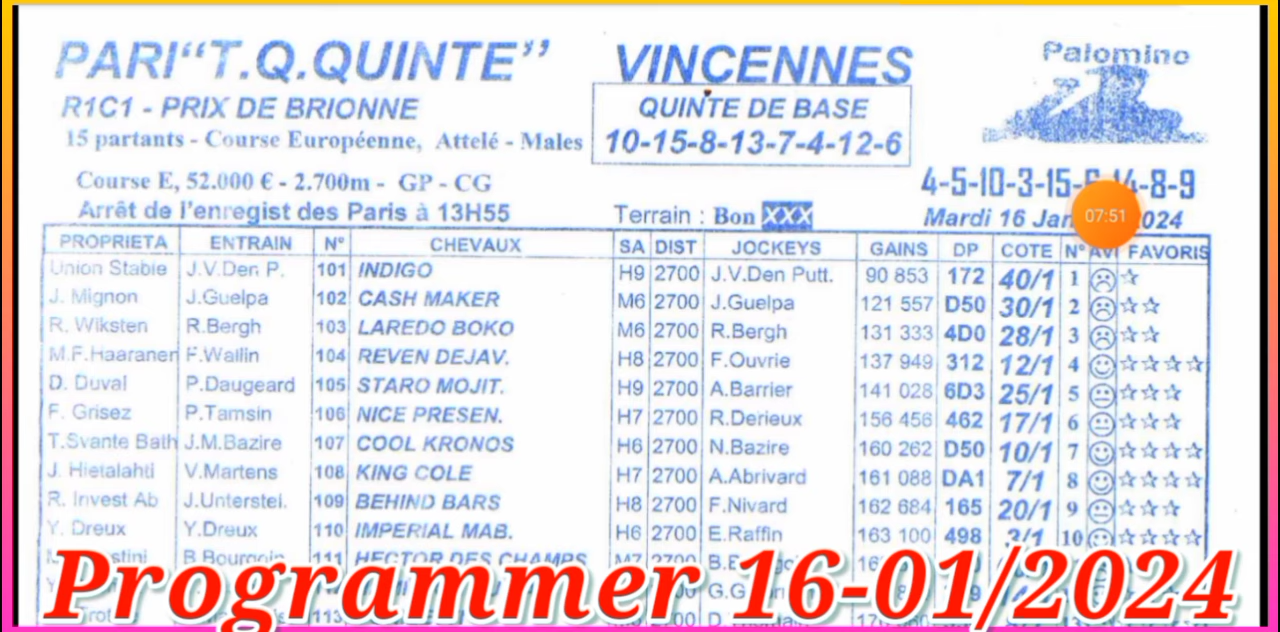 PARI"T.Q.QUINTE"
VINCENNES
Palomino
R1C1 - PRIX DE BRIONNE
QUINTE DE BASE
15 partants - Course Européenne, Attelé - Males
10-15-8-13-7-4-12-6
Course E, 52.000 € - 2.700m - GP - CG
4-5-10-3-15-6-14-8-9
Arrêt de l'enregist des Paris à 13H55
Terrain : Bon XXX
Mardi 16 Jan 2024
07:51
PROPRIETA ENTRAIN N° CHEVAUX SA DIST JOCKEYS GAINS DP COTE N° AVI FAVORIS
Union Stable J.V.Den P. 101 INDIGO H9 2700 J.V.Den Putt. 90 853 172 40/1 1 ☹ ☆
J. Mignon J.Guelpa 102 CASH MAKER M6 2700 J.Guelpa 121 557 D50 30/1 2 ☹ ☆☆
R. Wiksten R.Bergh 103 LAREDO BOKO M6 2700 R.Bergh 131 333 4D0 28/1 3 ☹ ☆☆
M.F.Haaranen F.Wallin 104 REVEN DEJAV. H8 2700 F.Ouvrie 137 949 312 12/1 4 ☺ ☆☆☆☆
D. Duval P.Daugeard 105 STARO MOJIT. H9 2700 A.Barrier 141 028 6D3 25/1 5 😐 ☆☆☆
F. Grisez P.Tamsin 106 NICE PRESEN. H7 2700 R.Derieux 156 456 462 17/1 6 😐 ☆☆☆
T.Svante Bath J.M.Bazire 107 COOL KRONOS H6 2700 N.Bazire 160 262 D50 10/1 7 ☺ ☆☆☆☆
J. Hietalahti V.Martens 108 KING COLE H7 2700 A.Abrivard 161 088 DA1 7/1 8 ☺ ☆☆☆☆
R. Invest Ab J.Unterstei. 109 BEHIND BARS H8 2700 F.Nivard 162 684 165 20/1 9 😐 ☆☆☆
Y. Dreux Y.Dreux 110 IMPERIAL MAB. H6 2700 E.Raffin 163 100 498 3/1 10 ☺ ☆☆☆☆
B.Bourgoin 111 HECTOR DES CHAMPS M7 2700
113
Programmer 16-01/2024